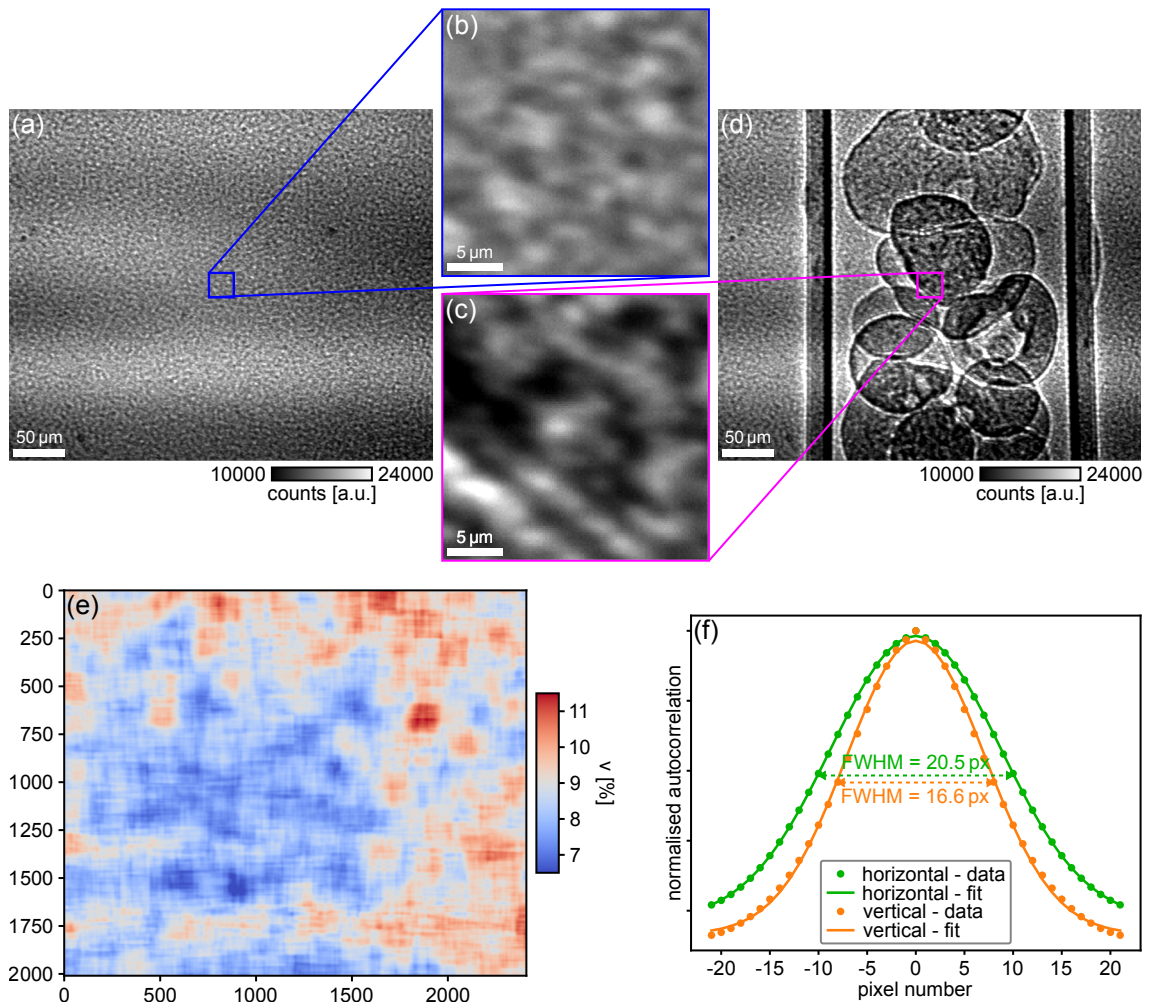 (a)
50 µm
10000 24000
counts [a.u.]
(b)
5 µm
(c)
5 µm
(d)
50 µm
10000 24000
counts [a.u.]
(e)
0
250
500
750
1000
1250
1500
1750
2000
0 500 1000 1500 2000
11
10
9
8
7
v [%]
(f)
normalised autocorrelation
FWHM = 20.5 px
FWHM = 16.6 px
horizontal - data
horizontal - fit
vertical - data
vertical - fit
-20 -15 -10 -5 0 5 10 15 20
pixel number